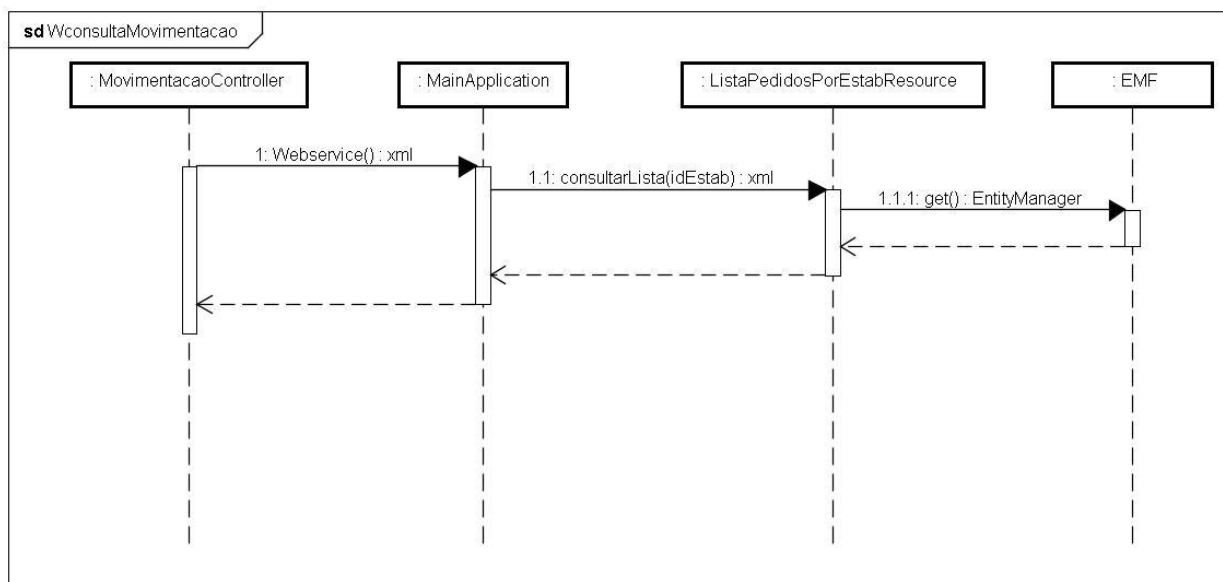 sd WconsultaMovimentacao
: MovimentacaoController
: MainApplication
: ListaPedidosPorEstabResource
: EMF
1: Webservice() : xml
1.1: consultarLista(idEstab) : xml
1.1.1: get() : EntityManager